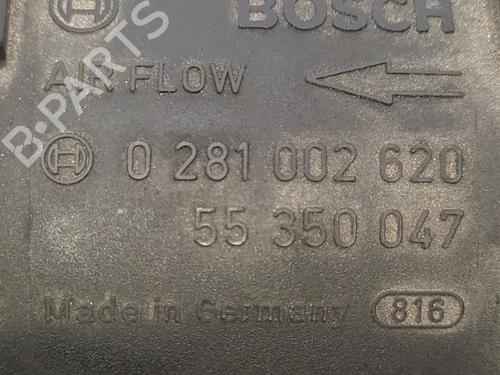 BOSCH
AIR FLOW
0 281 002 620
55 350 047
Made in Germany 816
B-PARTS